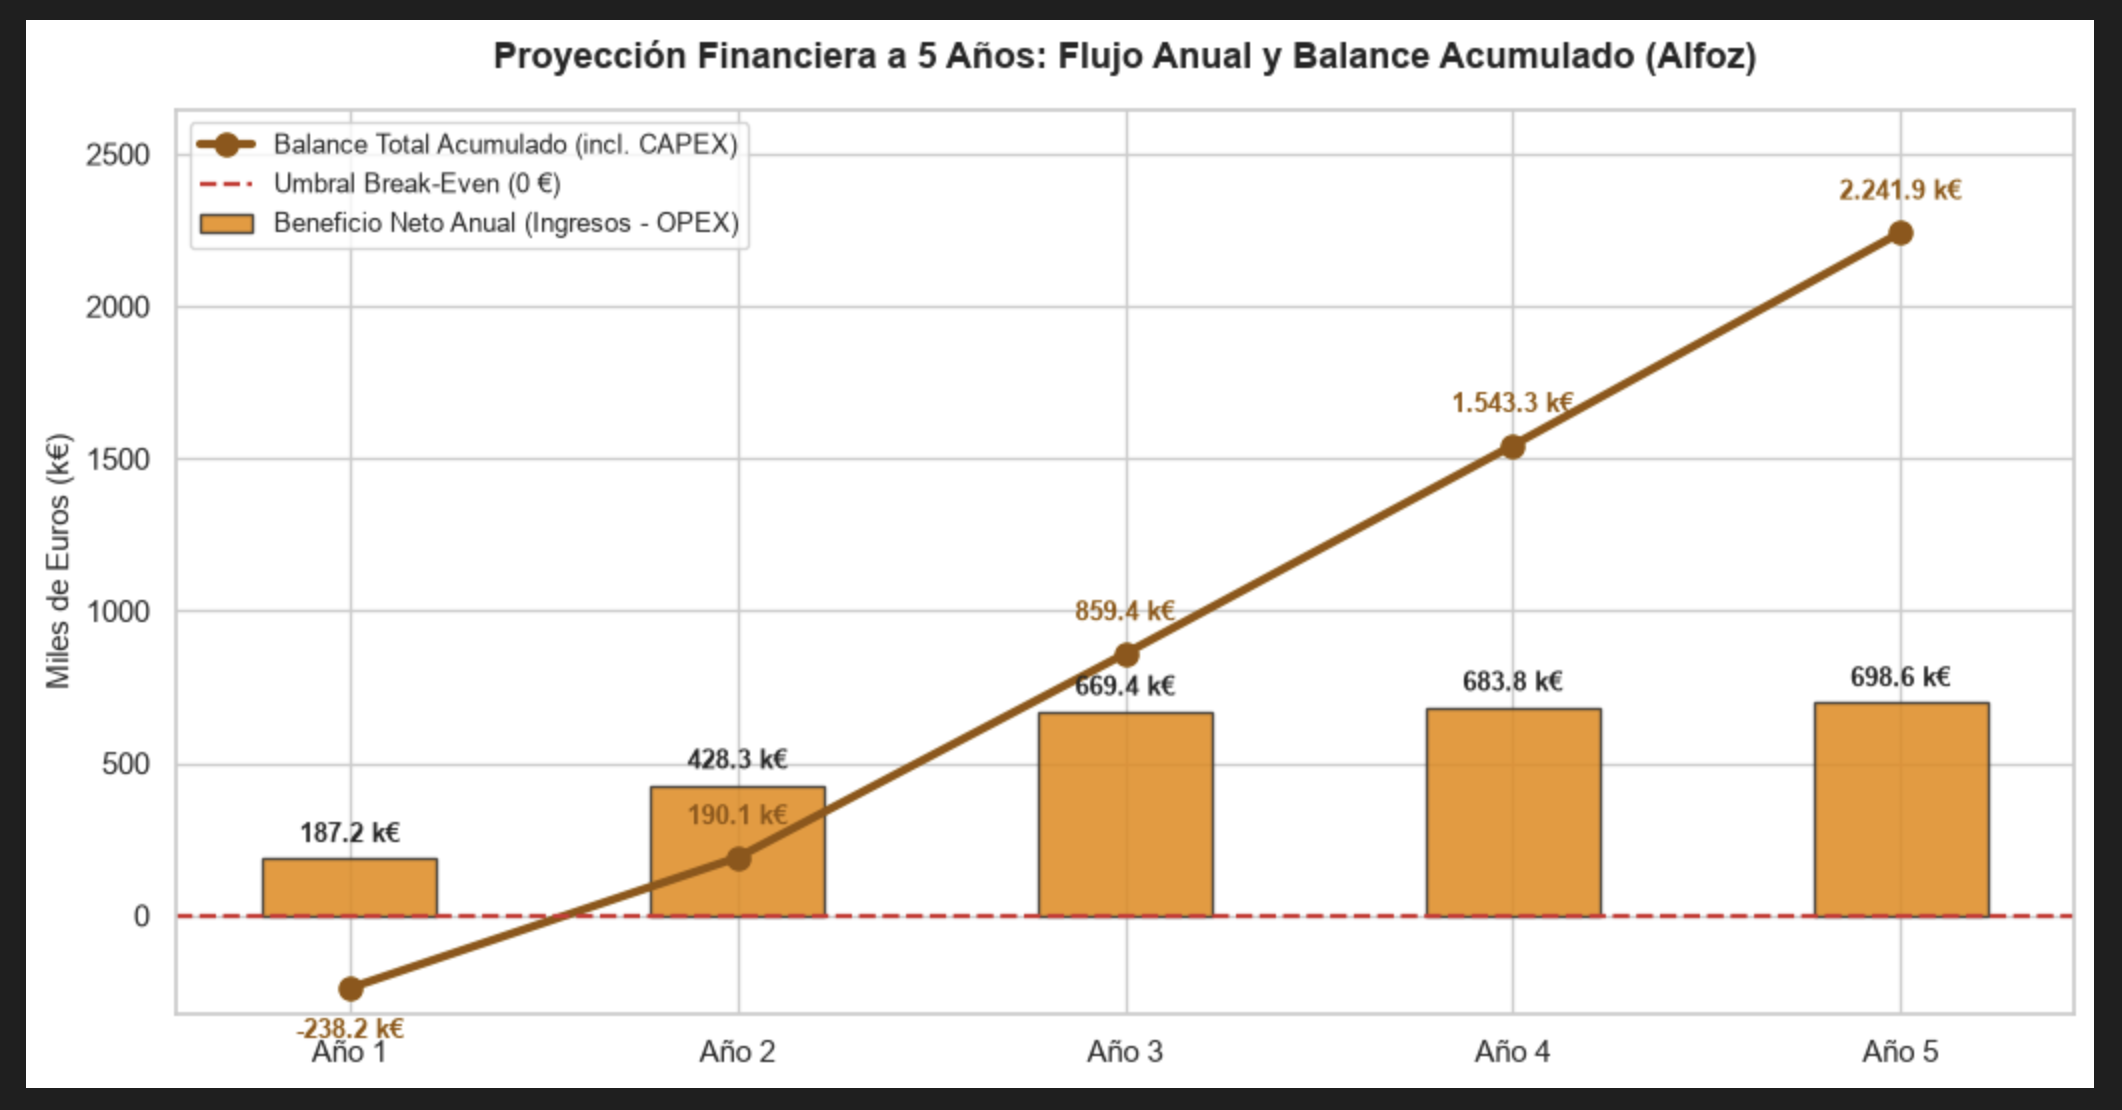 Proyección Financiera a 5 Años: Flujo Anual y Balance Acumulado (Alfoz)
Balance Total Acumulado (incl. CAPEX)
Umbral Break-Even (0 €)
Beneficio Neto Anual (Ingresos - OPEX)
Miles de Euros (k€)
2500
2000
1500
1000
500
0
2.241.9 k€
1.543.3 k€
859.4 k€
669.4 k€
683.8 k€
698.6 k€
428.3 k€
190.1 k€
187.2 k€
-238.2 k€
Año 1
Año 2
Año 3
Año 4
Año 5